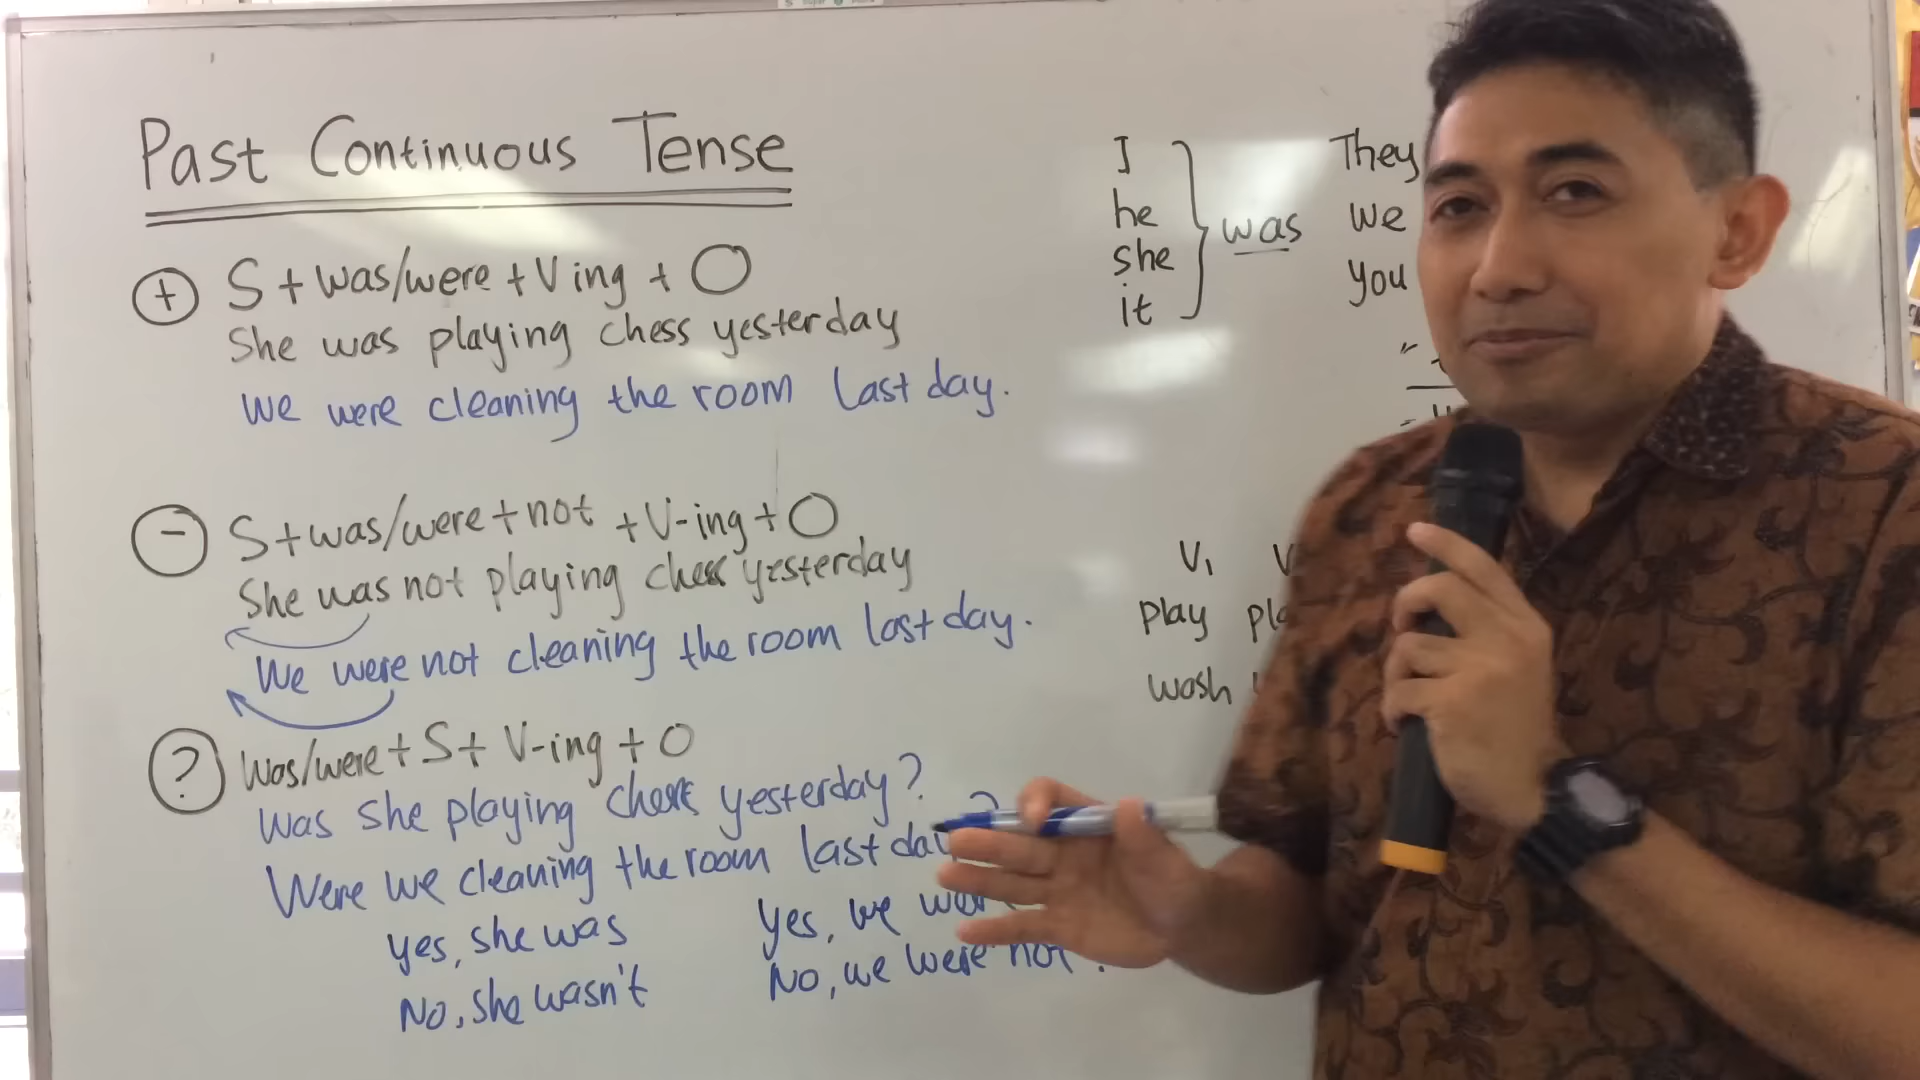 Past Continuous Tense
+ S + was/were + Ving + O
She was playing chess yesterday
We were cleaning the room last day.
- S + was/were + not + V-ing + O
She was not playing chess yesterday
We were not cleaning the room last day.
? Was/were + S + V-ing + O
Was she playing chess yesterday?
Were we cleaning the room last
Yes, she was
No, she wasn't
Yes, we
No, we were not.
I
he
she
it
was
They
we
you
V1
play
wash